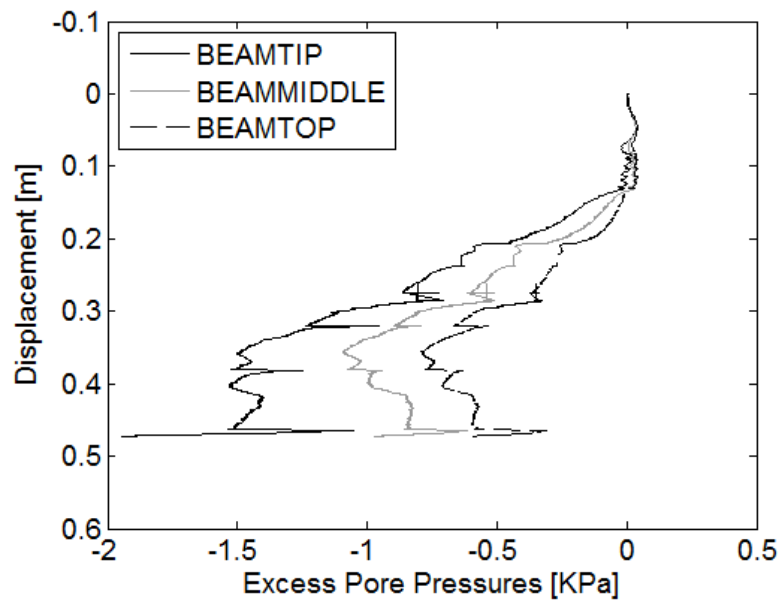 -0.1
0
0.1
0.2
0.3
0.4
0.5
0.6
Displacement [m]
BEAMTIP
BEAMMIDDLE
BEAMTOP
-2
-1.5
-1
-0.5
0
0.5
Excess Pore Pressures [KPa]